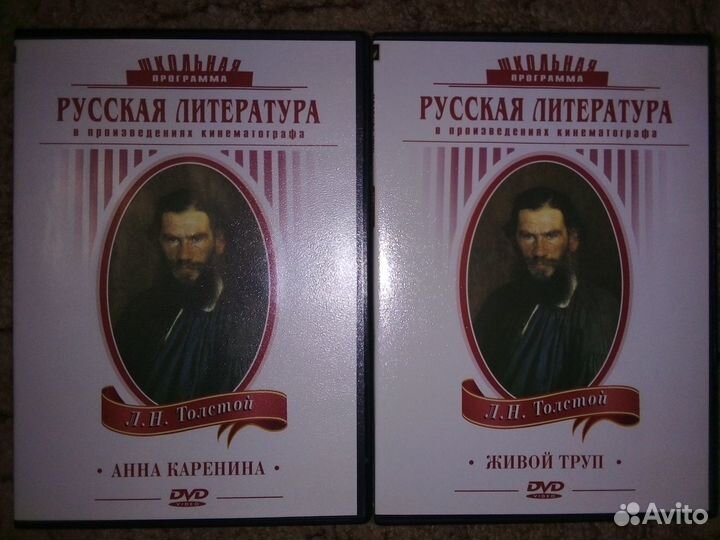 ШКОЛЬНАЯ
ПРОГРАММА
РУССКАЯ ЛИТЕРАТУРА
в произведениях кинематографа
Л.Н. Толстой
• АННА КАРЕНИНА •
DVD
VIDEO
ШКОЛЬНАЯ
ПРОГРАММА
РУССКАЯ ЛИТЕРАТУРА
в произведениях кинематографа
Л.Н. Толстой
• ЖИВОЙ ТРУП •
DVD
VIDEO
Avito